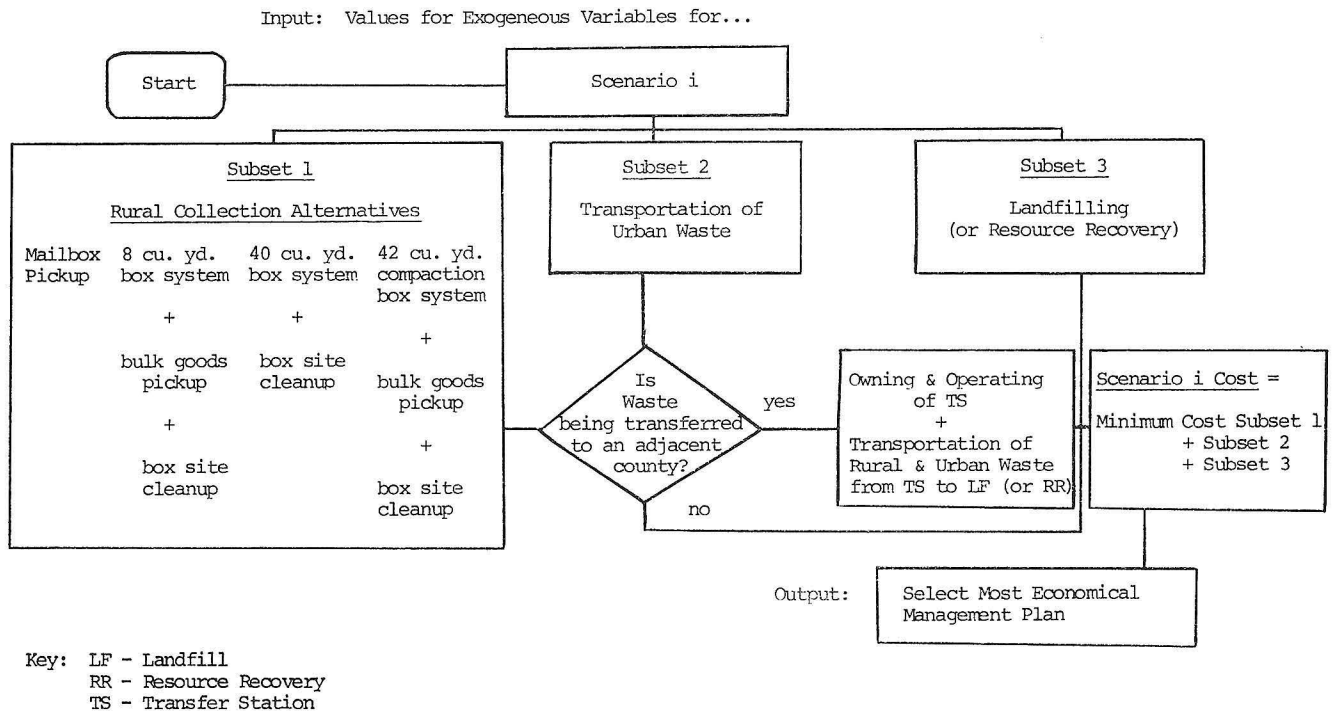 Input: Values for Exogeneous Variables for...
Start
Scenario i
Subset 1
Rural Collection Alternatives
Mailbox Pickup
8 cu. yd.
box system
+
bulk goods
pickup
+
box site
cleanup
40 cu. yd.
box system
+
box site
cleanup
42 cu. yd.
compaction
box system
+
bulk goods
pickup
+
box site
cleanup
Subset 2
Transportation of
Urban Waste
Subset 3
Landfilling
(or Resource Recovery)
Is
Waste
being transferred
to an adjacent
county?
yes
no
Owning & Operating
of TS
+
Transportation of
Rural & Urban Waste
from TS to LF (or RR)
Scenario i Cost =
Minimum Cost Subset 1
+ Subset 2
+ Subset 3
Output:
Select Most Economical
Management Plan
Key: LF - Landfill
RR - Resource Recovery
TS - Transfer Station